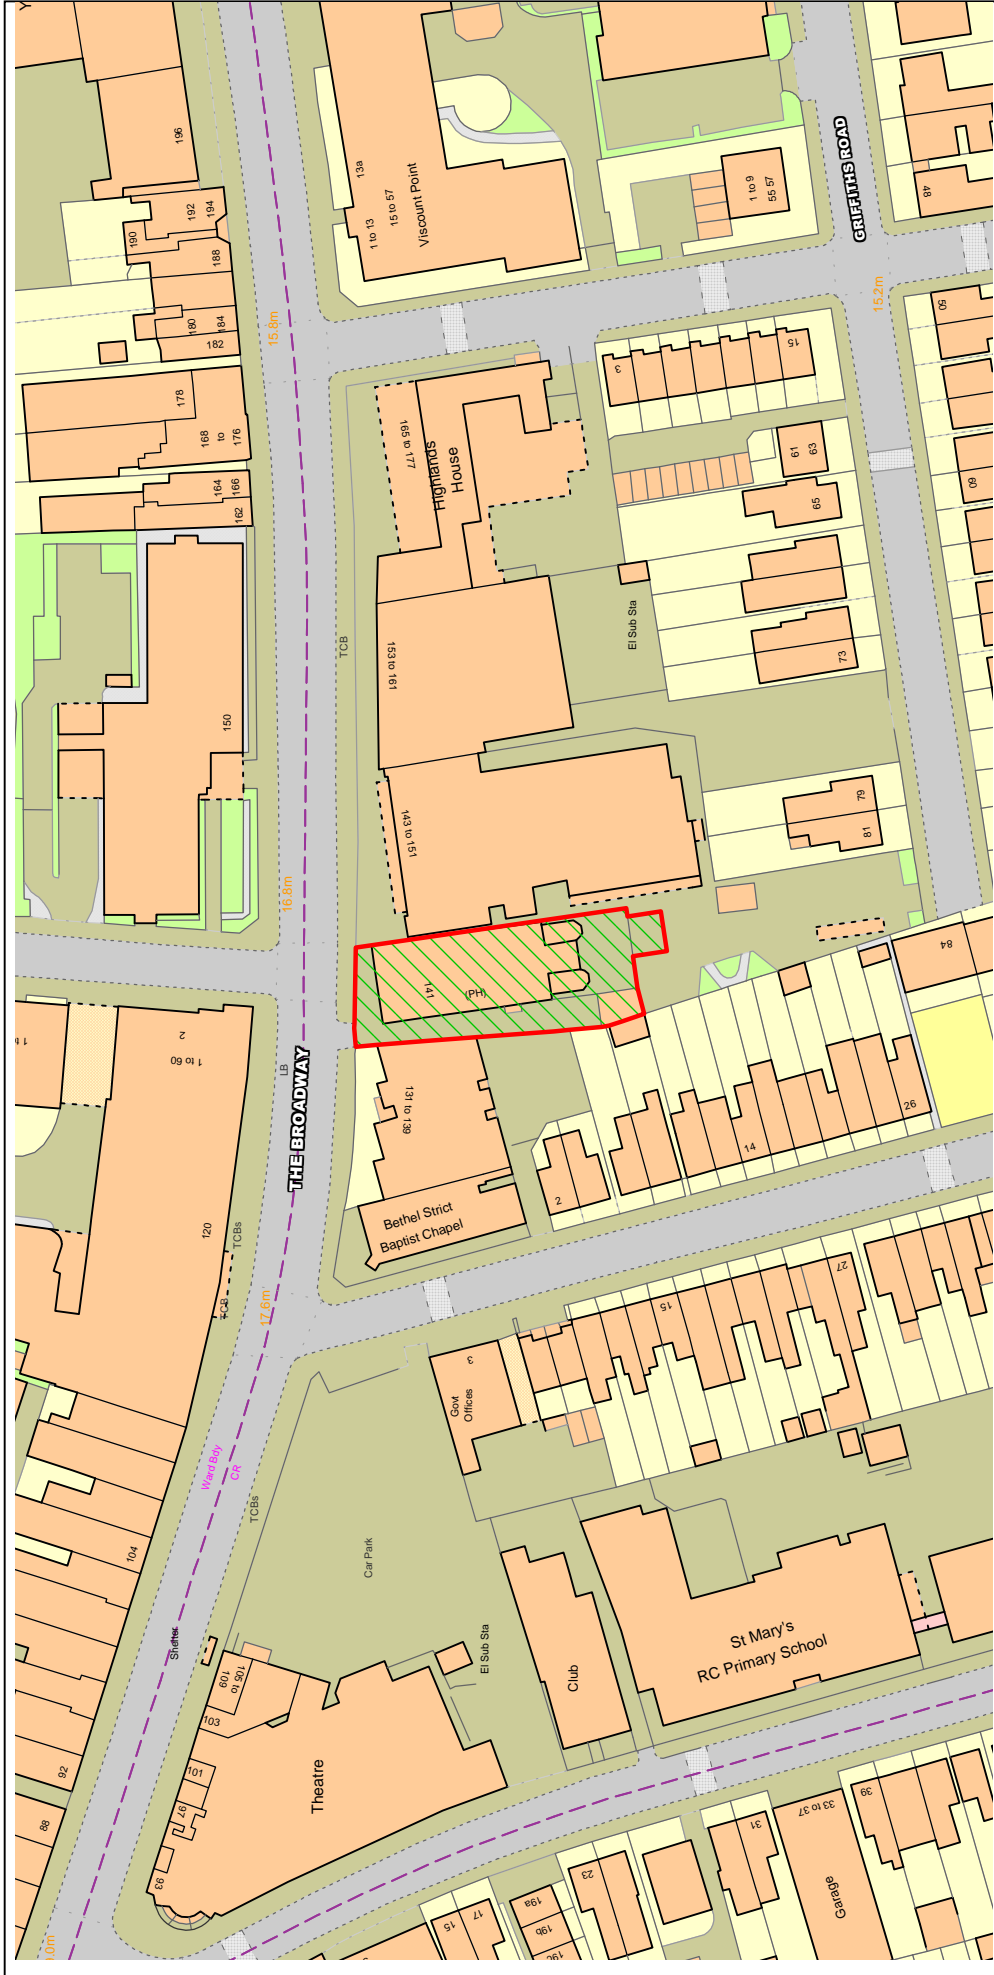 196
194
192
190
188
184
180
182
178
168
to
176
164
166
162
150
13a
1 to 13
15 to 57
Viscount Point
1 to 9
55 57
GRIFFITHS ROAD
48
15.8m
15.2m
50
3
15
165 to 177
Highlands
House
61
63
65
60
El Sub Sta
73
TCB
153 to 161
143 to 151
79
81
16.8m
141
(PH)
84
2
1 to 60
LB
THE BROADWAY
131 to 139
Bethel Strict
Baptist Chapel
2
14
26
120
TCBs
TCB
17.6m
3
Govt
Offices
15
27
Ward Bdy
CR
TCBs
104
Car Park
Shelter
105 to
109
103
101
97
93
92
88
El Sub Sta
Theatre
Club
St Mary's
RC Primary School
15
17
19a
19b
23
31
33 to 37
39
Garage